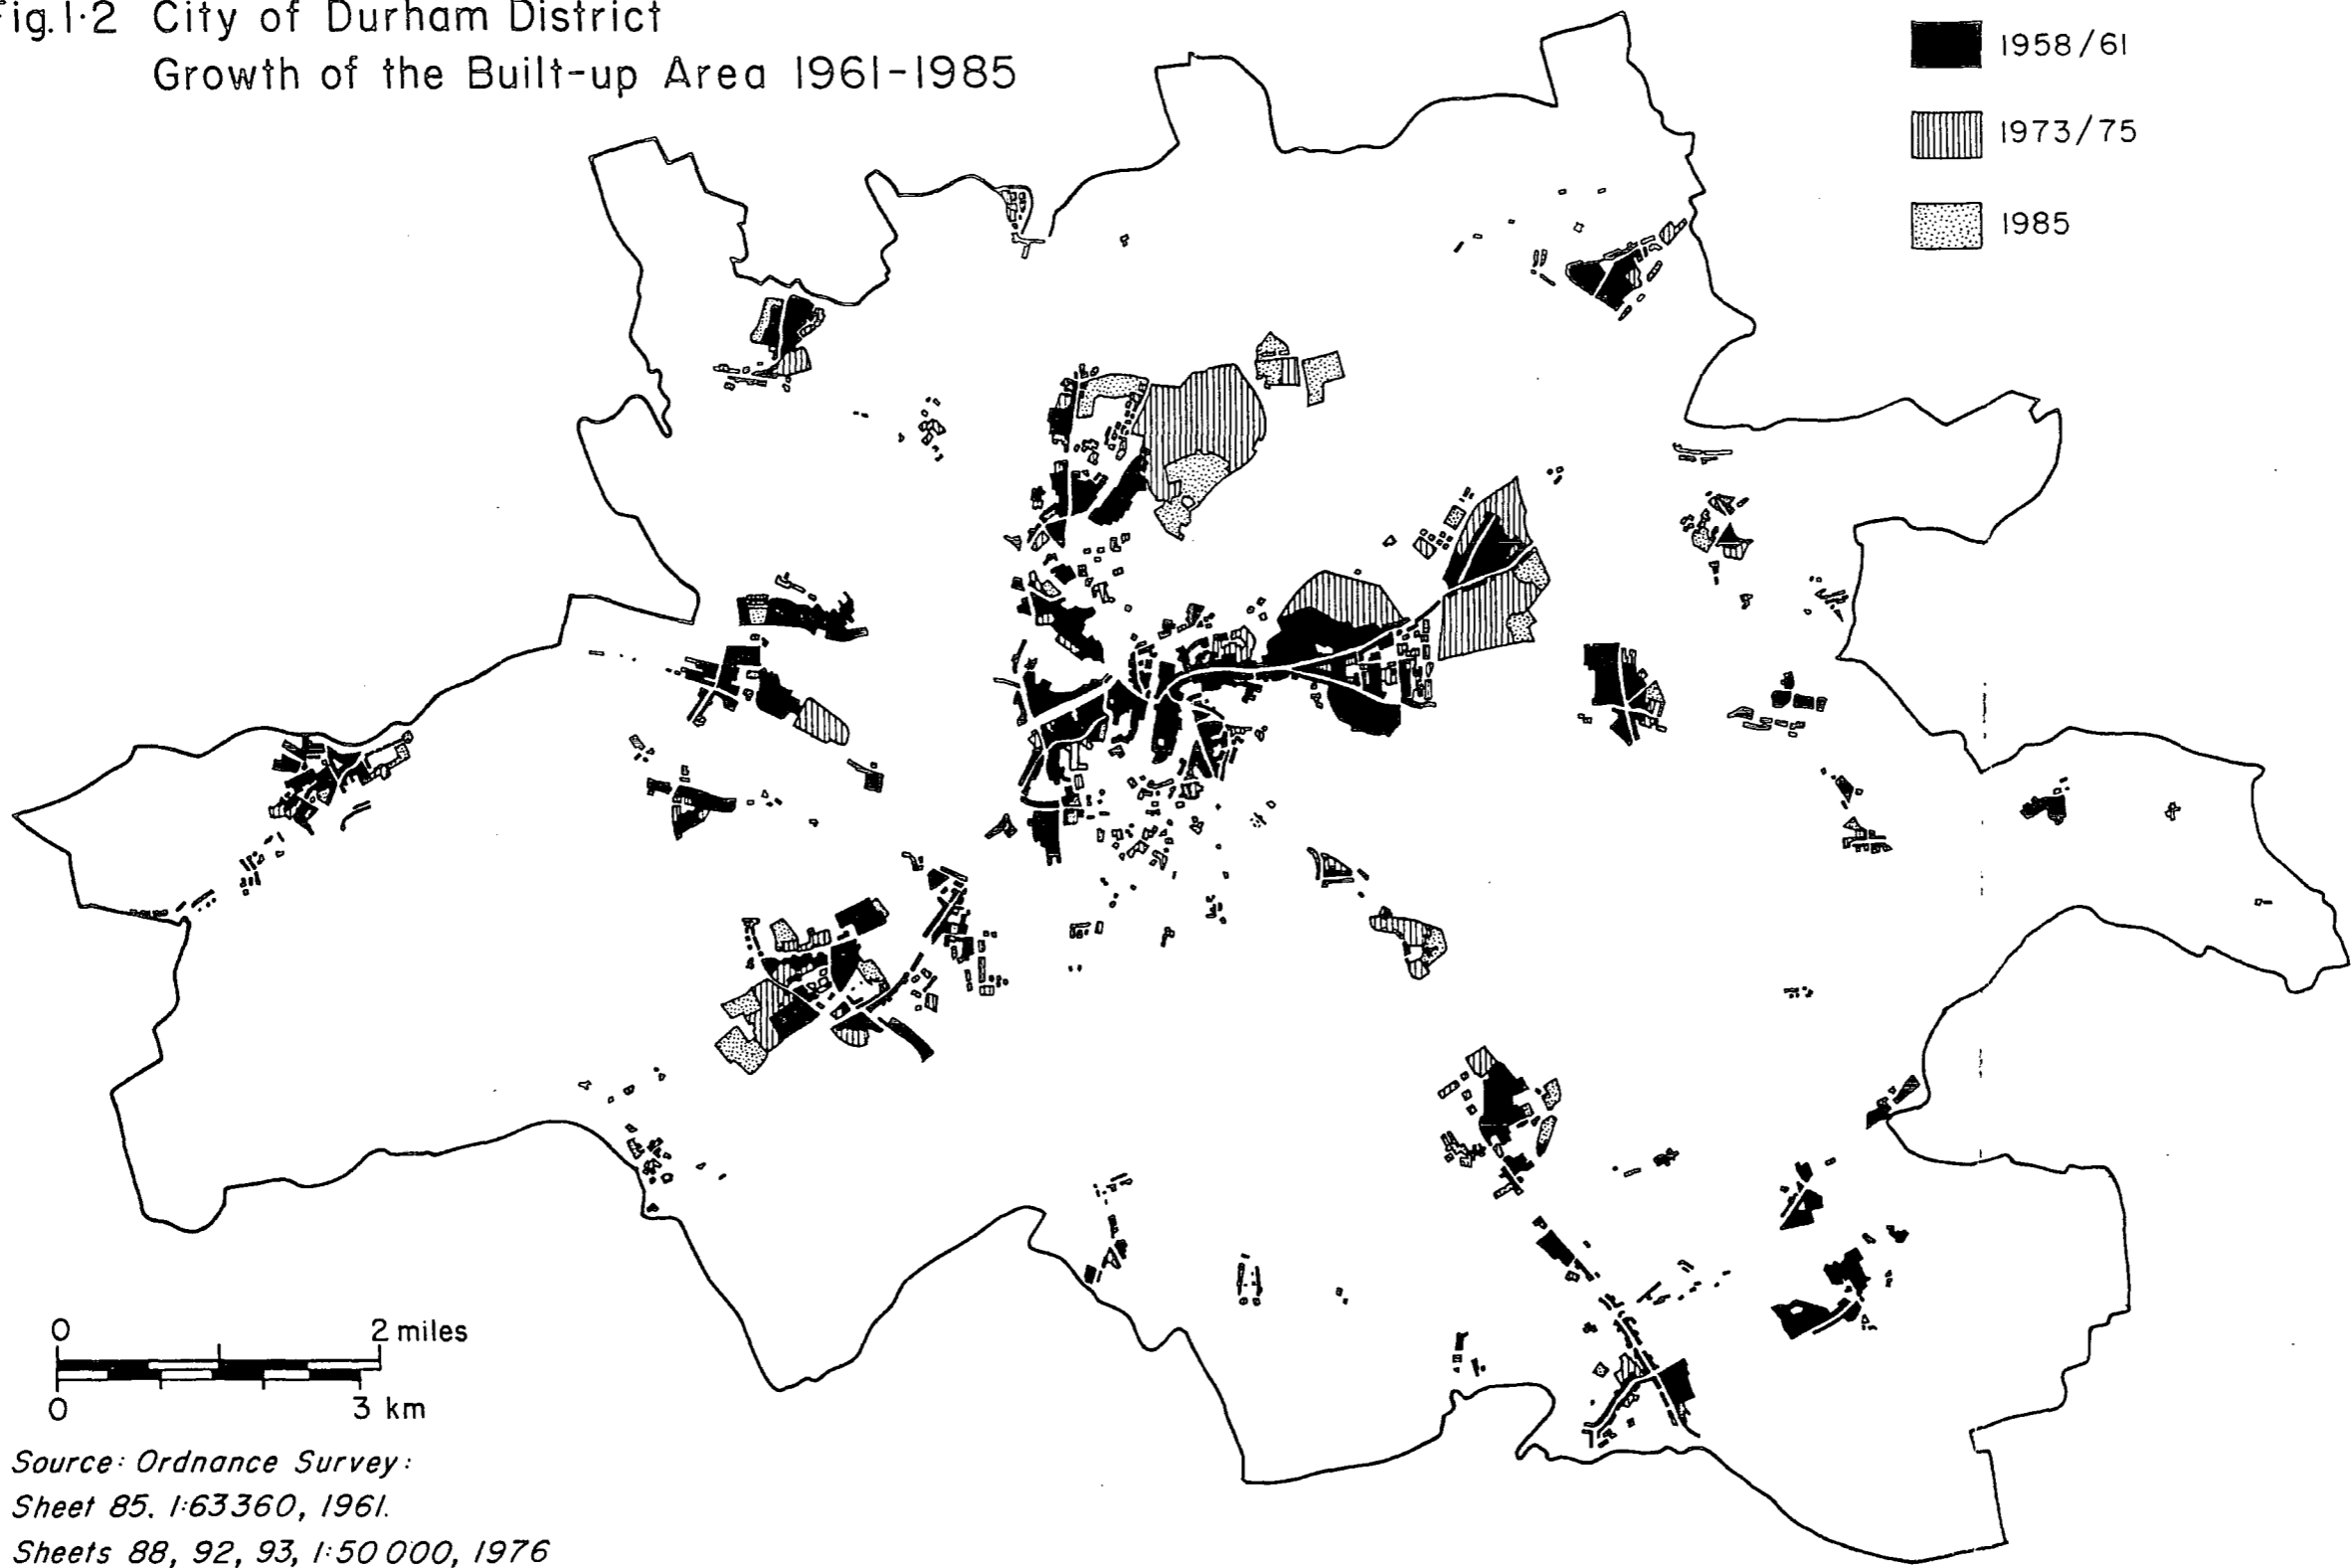 Fig. 1·2 City of Durham District
Growth of the Built-up Area 1961-1985
1958/61
1973/75
1985
0 2 miles
0 3 km
Source: Ordnance Survey:
Sheet 85. 1:63360, 1961.
Sheets 88, 92, 93, 1:50 000, 1976